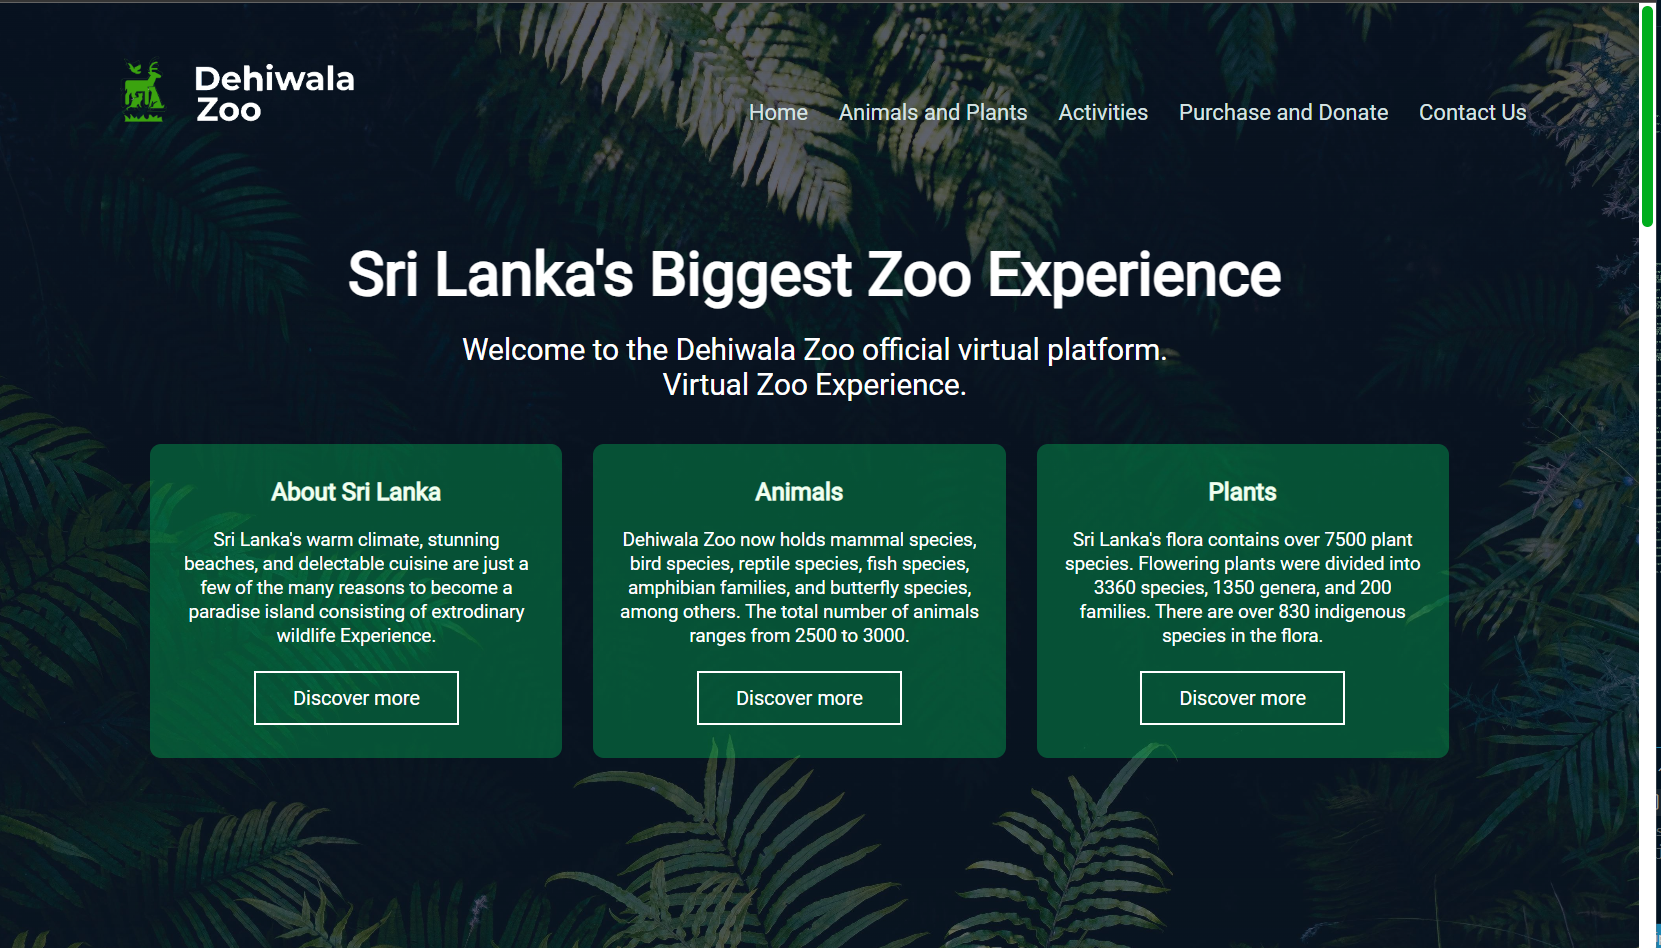 Dehiwala
Zoo
Home Animals and Plants Activities Purchase and Donate Contact Us
Sri Lanka's Biggest Zoo Experience
Welcome to the Dehiwala Zoo official virtual platform.
Virtual Zoo Experience.
About Sri Lanka
Sri Lanka's warm climate, stunning
beaches, and delectable cuisine are just a
few of the many reasons to become a
paradise island consisting of extrodinary
wildlife Experience.
Discover more
Animals
Dehiwala Zoo now holds mammal species,
bird species, reptile species, fish species,
amphibian families, and butterfly species,
among others. The total number of animals
ranges from 2500 to 3000.
Discover more
Plants
Sri Lanka's flora contains over 7500 plant
species. Flowering plants were divided into
3360 species, 1350 genera, and 200
families. There are over 830 indigenous
species in the flora.
Discover more